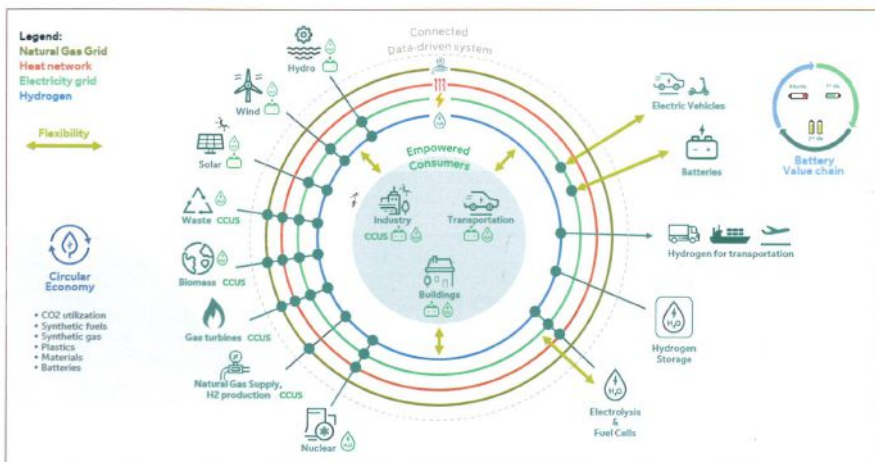 Legend:
Natural Gas Grid
Heat network
Electricity grid
Hydrogen
Flexibility
Circular
Economy
• CO2 utilization
• Synthetic fuels
• Synthetic gas
• Plastics
• Materials
• Batteries
Connected
Data-driven system
Hydro
Wind
Solar
Waste CCUS
Biomass CCUS
Gas turbines CCUS
Natural Gas Supply,
H2 production CCUS
Nuclear
Empowered
Consumers
Industry
CCUS
Transportation
Buildings
Electric Vehicles
Batteries
Hydrogen for transportation
H2O
Hydrogen
Storage
H2O
Electrolysis
&
Fuel Cells
Battery
Value chain